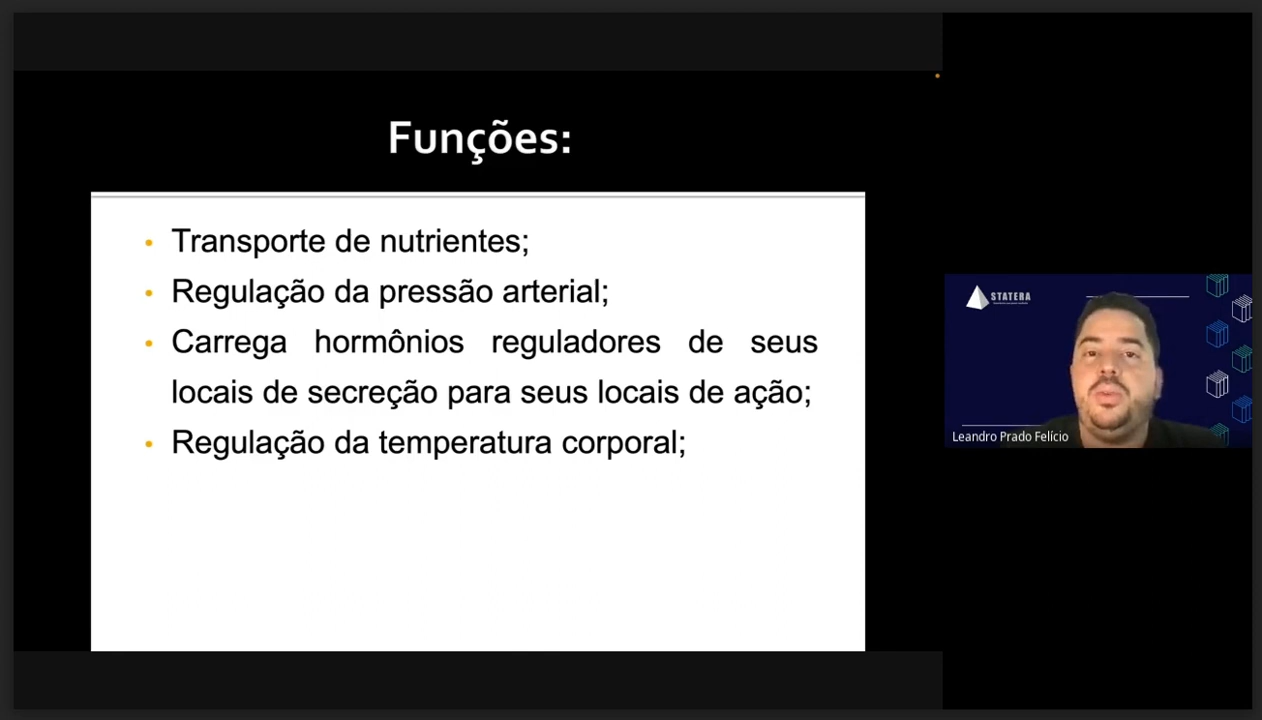 Funções:
Transporte de nutrientes;
Regulação da pressão arterial;
Carrega hormônios reguladores de seus
locais de secreção para seus locais de ação;
Regulação da temperatura corporal;
STATERA
Leandro Prado Felício